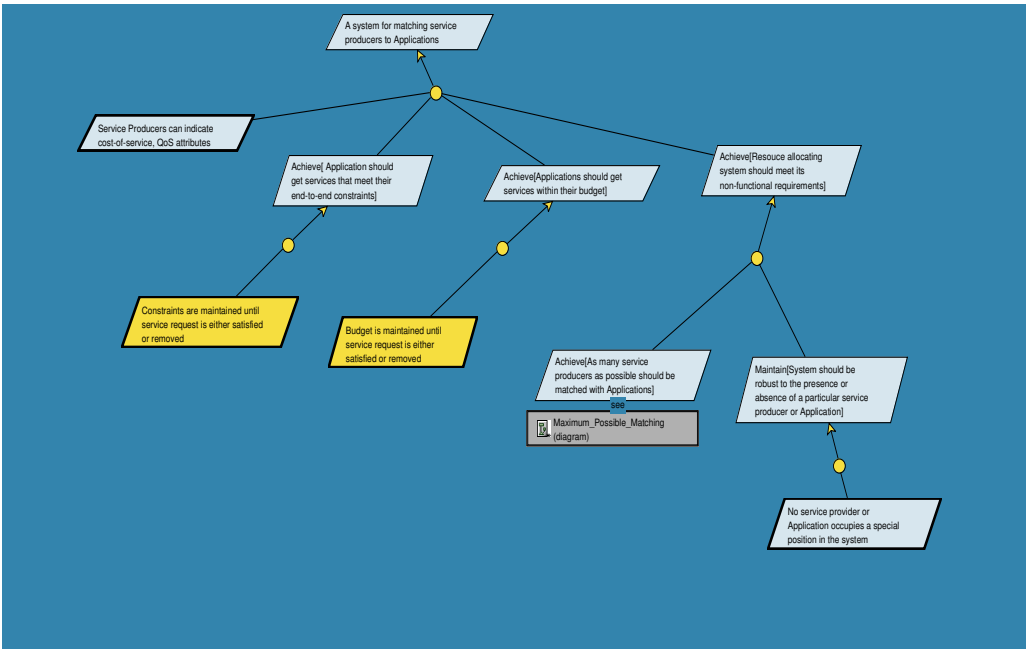 A system for matching service
producers to Applications
Service Producers can indicate
cost-of-service, QoS attributes
Achieve[ Application should
get services that meet their
end-to-end constraints]
Achieve[Applications should get
services within their budget]
Achieve[Resouce allocating
system should meet its
non-functional requirements]
Constraints are maintained until
service request is either satisfied
or removed
Budget is maintained until
service request is either
satisfied or removed
Achieve[As many service
producers as possible should be
matched with Applications]
see
Maximum_Possible_Matching
(diagram)
Maintain[System should be
robust to the presence or
absence of a particular service
producer or Application]
No service provider or
Application occupies a special
position in the system